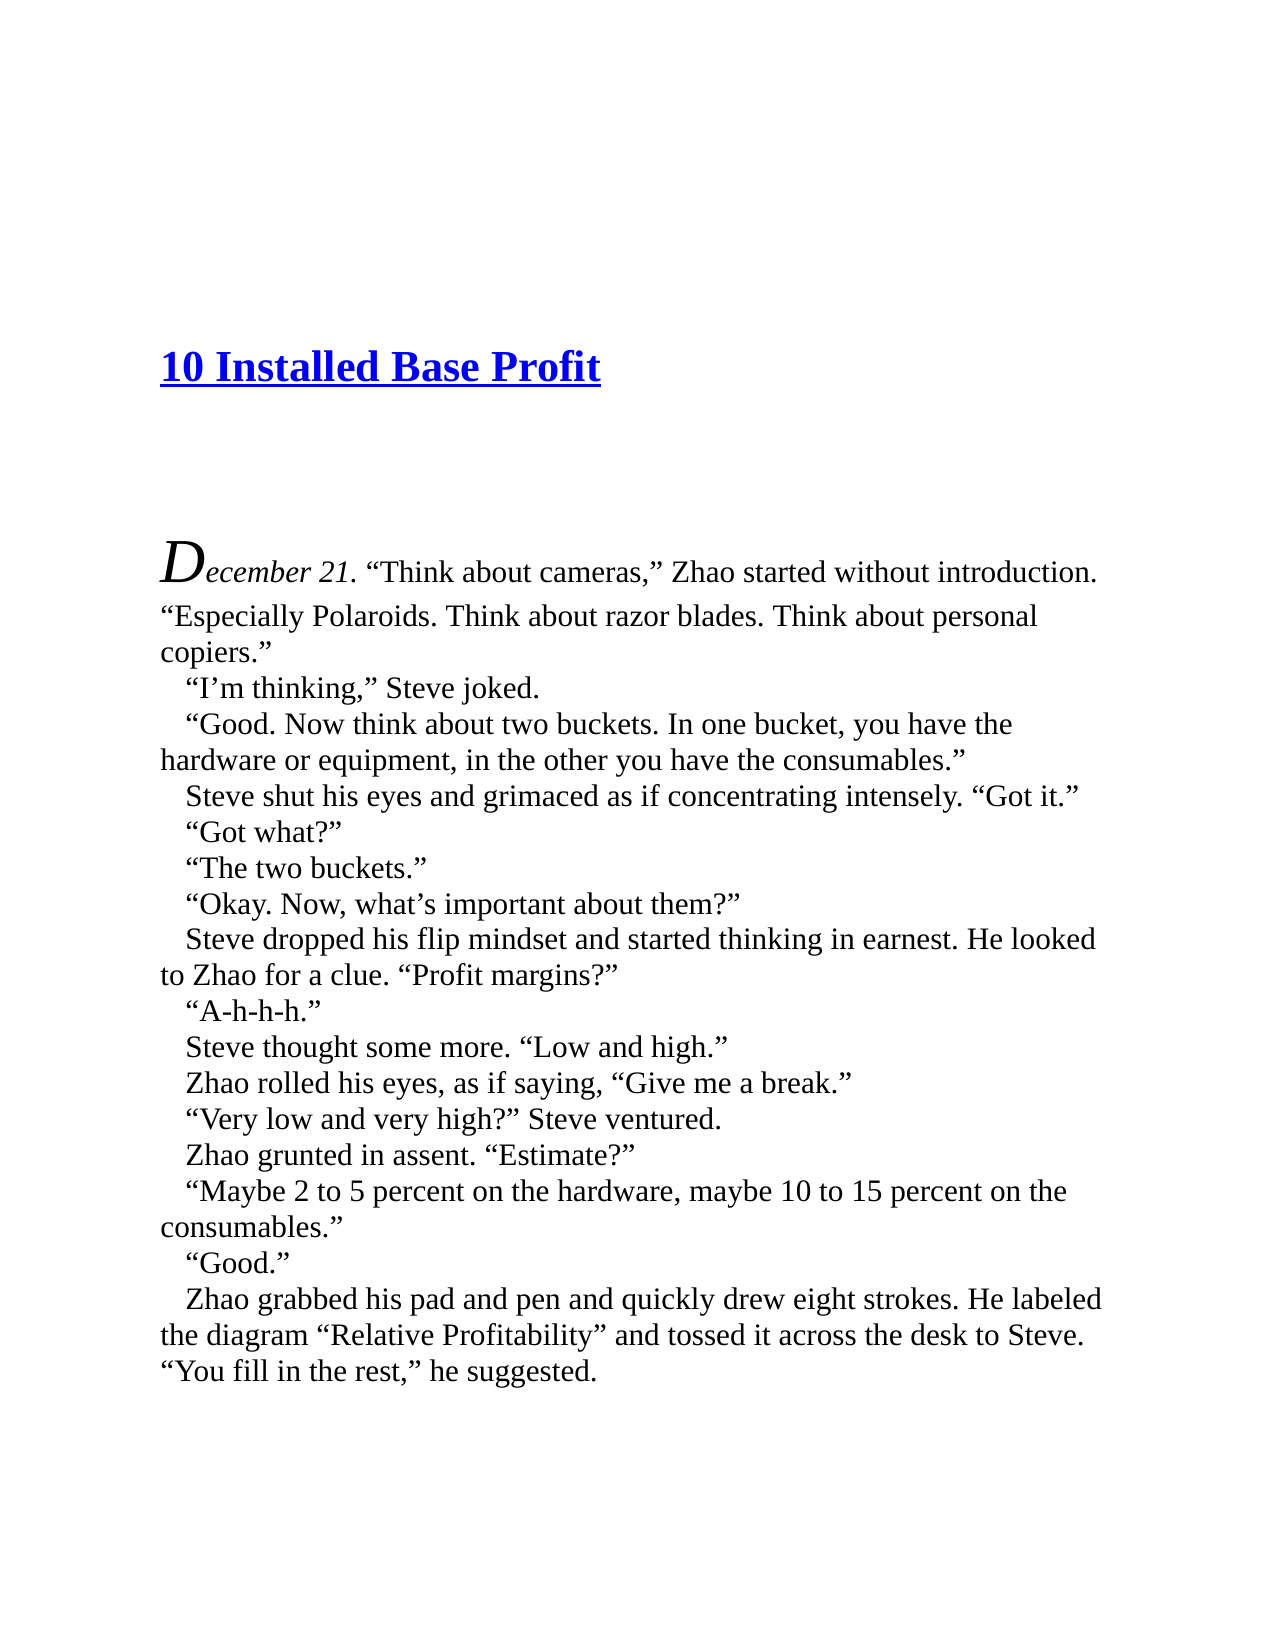 10 Installed Base Profit
December 21. “Think about cameras,” Zhao started without introduction.
“Especially Polaroids. Think about razor blades. Think about personal
copiers.”
“I’m thinking,” Steve joked.
“Good. Now think about two buckets. In one bucket, you have the
hardware or equipment, in the other you have the consumables.”
Steve shut his eyes and grimaced as if concentrating intensely. “Got it.”
“Got what?”
“The two buckets.”
“Okay. Now, what’s important about them?”
Steve dropped his flip mindset and started thinking in earnest. He looked
to Zhao for a clue. “Profit margins?”
“A-h-h-h.”
Steve thought some more. “Low and high.”
Zhao rolled his eyes, as if saying, “Give me a break.”
“Very low and very high?” Steve ventured.
Zhao grunted in assent. “Estimate?”
“Maybe 2 to 5 percent on the hardware, maybe 10 to 15 percent on the
consumables.”
“Good.”
Zhao grabbed his pad and pen and quickly drew eight strokes. He labeled
the diagram “Relative Profitability” and tossed it across the desk to Steve.
“You fill in the rest,” he suggested.